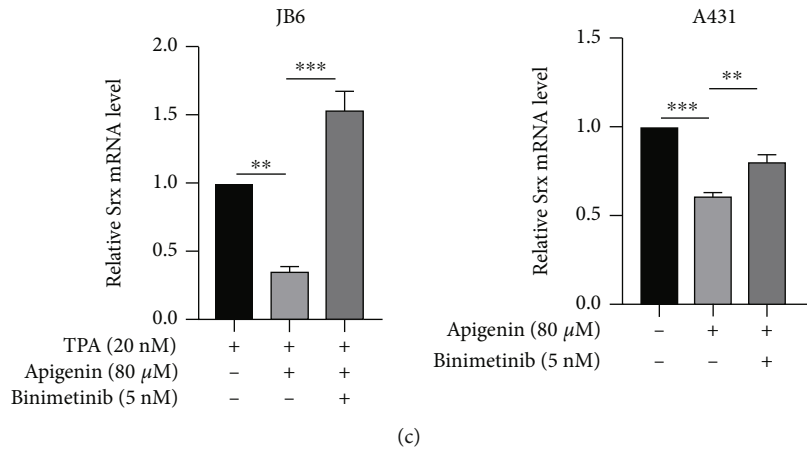 JB6
Relative Srx mRNA level
2.0
1.5
1.0
0.5
0.0
**
***
TPA (20 nM) + + +
Apigenin (80 μM) – + +
Binimetinib (5 nM) – – +
A431
Relative Srx mRNA level
1.5
1.0
0.5
0.0
***
**
Apigenin (80 μM) – + +
Binimetinib (5 nM) – – +
(c)